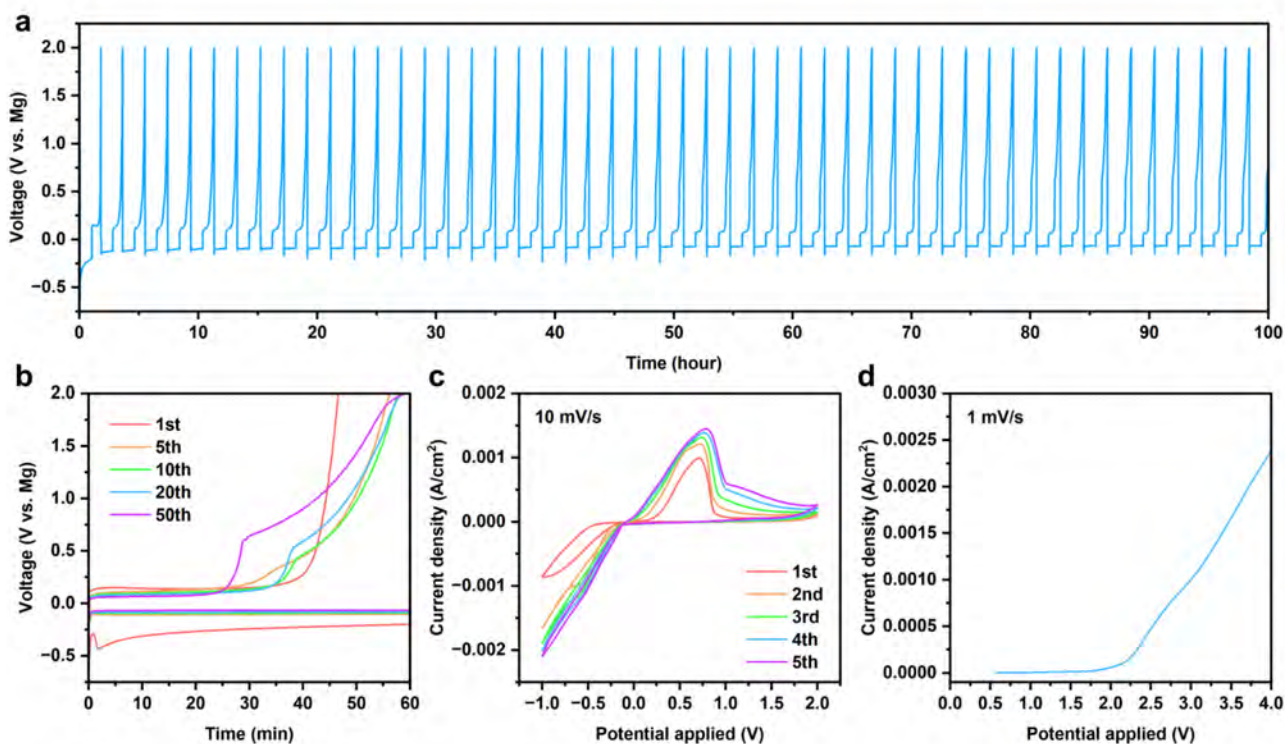 a
Voltage (V vs. Mg)
2.0
1.5
1.0
0.5
0.0
−0.5
0 10 20 30 40 50 60 70 80 90 100
Time (hour)
b
Voltage (V vs. Mg)
2.0
1.5
1.0
0.5
0.0
−0.5
1st
5th
10th
20th
50th
0 10 20 30 40 50 60
Time (min)
c
Current density (A/cm²)
0.002
0.001
0.000
−0.001
−0.002
10 mV/s
1st
2nd
3rd
4th
5th
−1.0 −0.5 0.0 0.5 1.0 1.5 2.0
Potential applied (V)
d
Current density (A/cm²)
0.0030
0.0025
0.0020
0.0015
0.0010
0.0005
0.0000
1 mV/s
0.0 0.5 1.0 1.5 2.0 2.5 3.0 3.5 4.0
Potential applied (V)